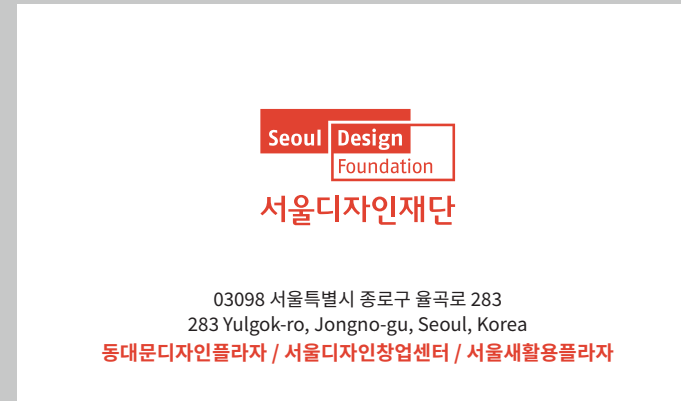 Seoul Design
Foundation
서울디자인재단
03098 서울특별시 종로구 율곡로 283
283 Yulgok-ro, Jongno-gu, Seoul, Korea
동대문디자인플라자 / 서울디자인창업센터 / 서울새활용플라자